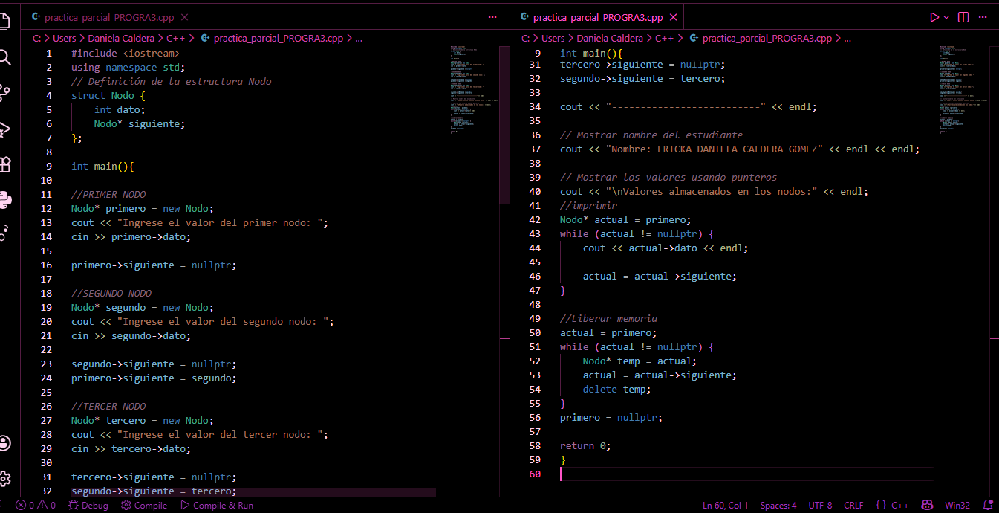 practica_parcial_PROGRA3.cpp
C: > Users > Daniela Caldera > C++ > practica_parcial_PROGRA3.cpp > ...
1 #include <iostream>
2 using namespace std;
3 // Definición de la estructura Nodo
4 struct Nodo {
5 int dato;
6 Nodo* siguiente;
7 };
8
9 int main(){
10
11 //PRIMER NODO
12 Nodo* primero = new Nodo;
13 cout << "Ingrese el valor del primer nodo: ";
14 cin >> primero->dato;
15
16 primero->siguiente = nullptr;
17
18 //SEGUNDO NODO
19 Nodo* segundo = new Nodo;
20 cout << "Ingrese el valor del segundo nodo: ";
21 cin >> segundo->dato;
22
23 segundo->siguiente = nullptr;
24 primero->siguiente = segundo;
25
26 //TERCER NODO
27 Nodo* tercero = new Nodo;
28 cout << "Ingrese el valor del tercer nodo: ";
29 cin >> tercero->dato;
30
31 tercero->siguiente = nullptr;
32 segundo->siguiente = tercero;
practica_parcial_PROGRA3.cpp
C: > Users > Daniela Caldera > C++ > practica_parcial_PROGRA3.cpp > ...
9 int main(){
31 tercero->siguiente = nullptr;
32 segundo->siguiente = tercero;
33
34 cout << "--------------------------" << endl;
35
36 // Mostrar nombre del estudiante
37 cout << "Nombre: ERICKA DANIELA CALDERA GOMEZ" << endl << endl;
38
39 // Mostrar los valores usando punteros
40 cout << "\nValores almacenados en los nodos:" << endl;
41 //imprimir
42 Nodo* actual = primero;
43 while (actual != nullptr) {
44 cout << actual->dato << endl;
45
46 actual = actual->siguiente;
47 }
48
49 //Liberar memoria
50 actual = primero;
51 while (actual != nullptr) {
52 Nodo* temp = actual;
53 actual = actual->siguiente;
54 delete temp;
55 }
56 primero = nullptr;
57
58 return 0;
59 }
60
0 0 Debug Compile Compile & Run Ln 60, Col 1 Spaces: 4 UTF-8 CRLF {} C++ Win32